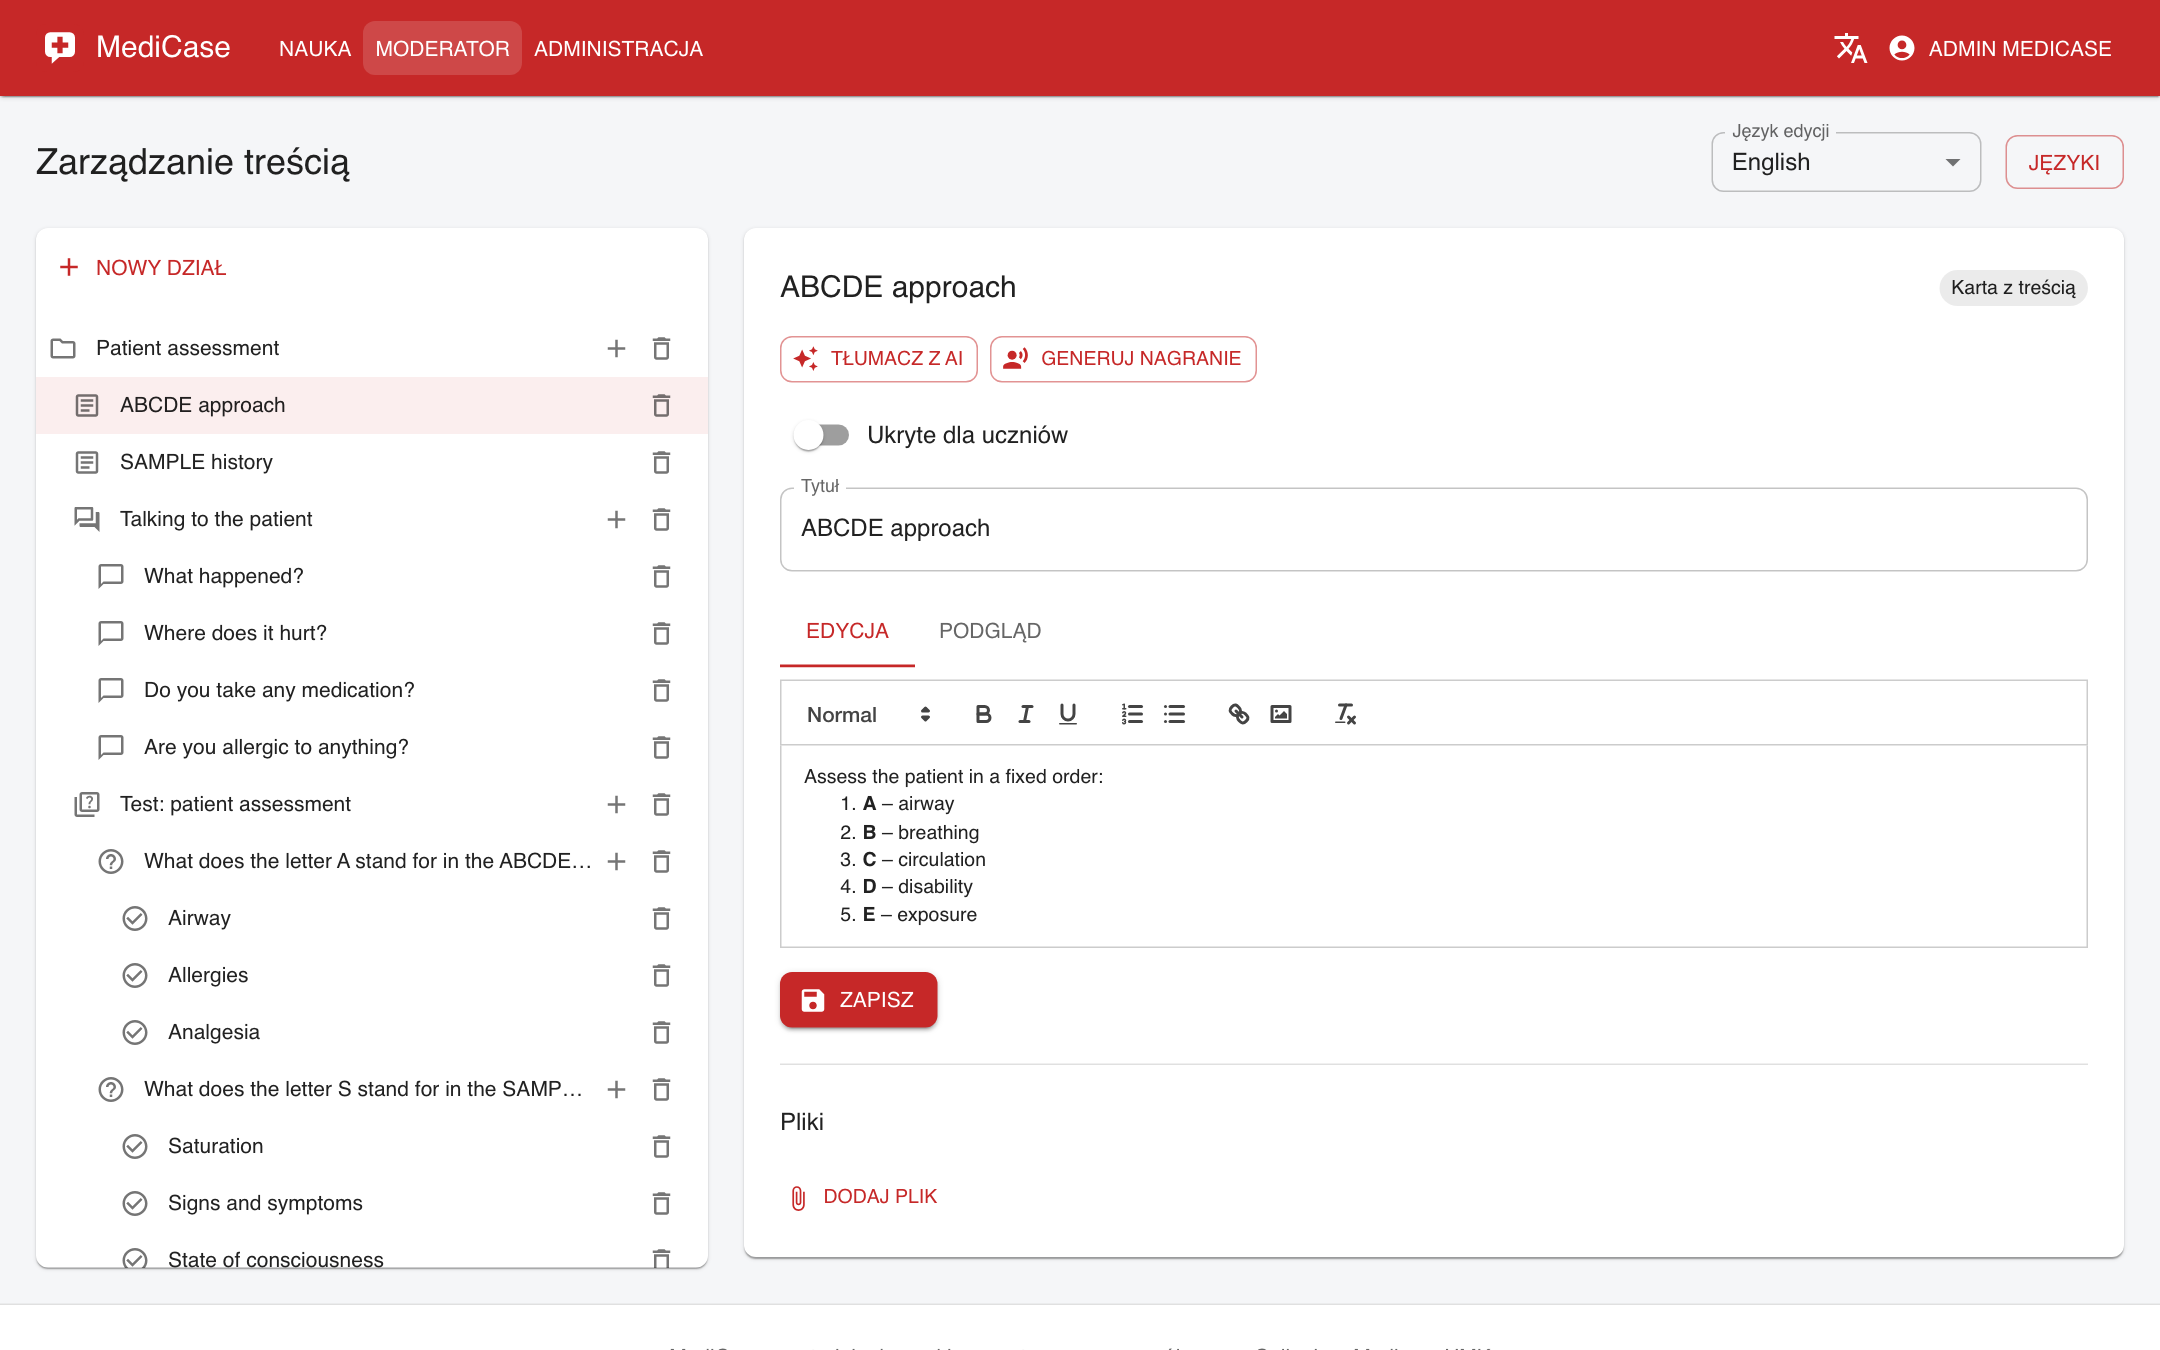 MediCase NAUKA MODERATOR ADMINISTRACJA ADMIN MEDICASE
Zarządzanie treścią
Język edycji
English
JĘZYKI
NOWY DZIAŁ
Patient assessment
ABCDE approach
SAMPLE history
Talking to the patient
What happened?
Where does it hurt?
Do you take any medication?
Are you allergic to anything?
Test: patient assessment
What does the letter A stand for in the ABCDE…
Airway
Allergies
Analgesia
What does the letter S stand for in the SAMP…
Saturation
Signs and symptoms
State of consciousness
ABCDE approach
Karta z treścią
TŁUMACZ Z AI GENERUJ NAGRANIE
Ukryte dla uczniów
Tytuł
ABCDE approach
EDYCJA PODGLĄD
Normal
Assess the patient in a fixed order:
1. A – airway
2. B – breathing
3. C – circulation
4. D – disability
5. E – exposure
ZAPISZ
Pliki
DODAJ PLIK